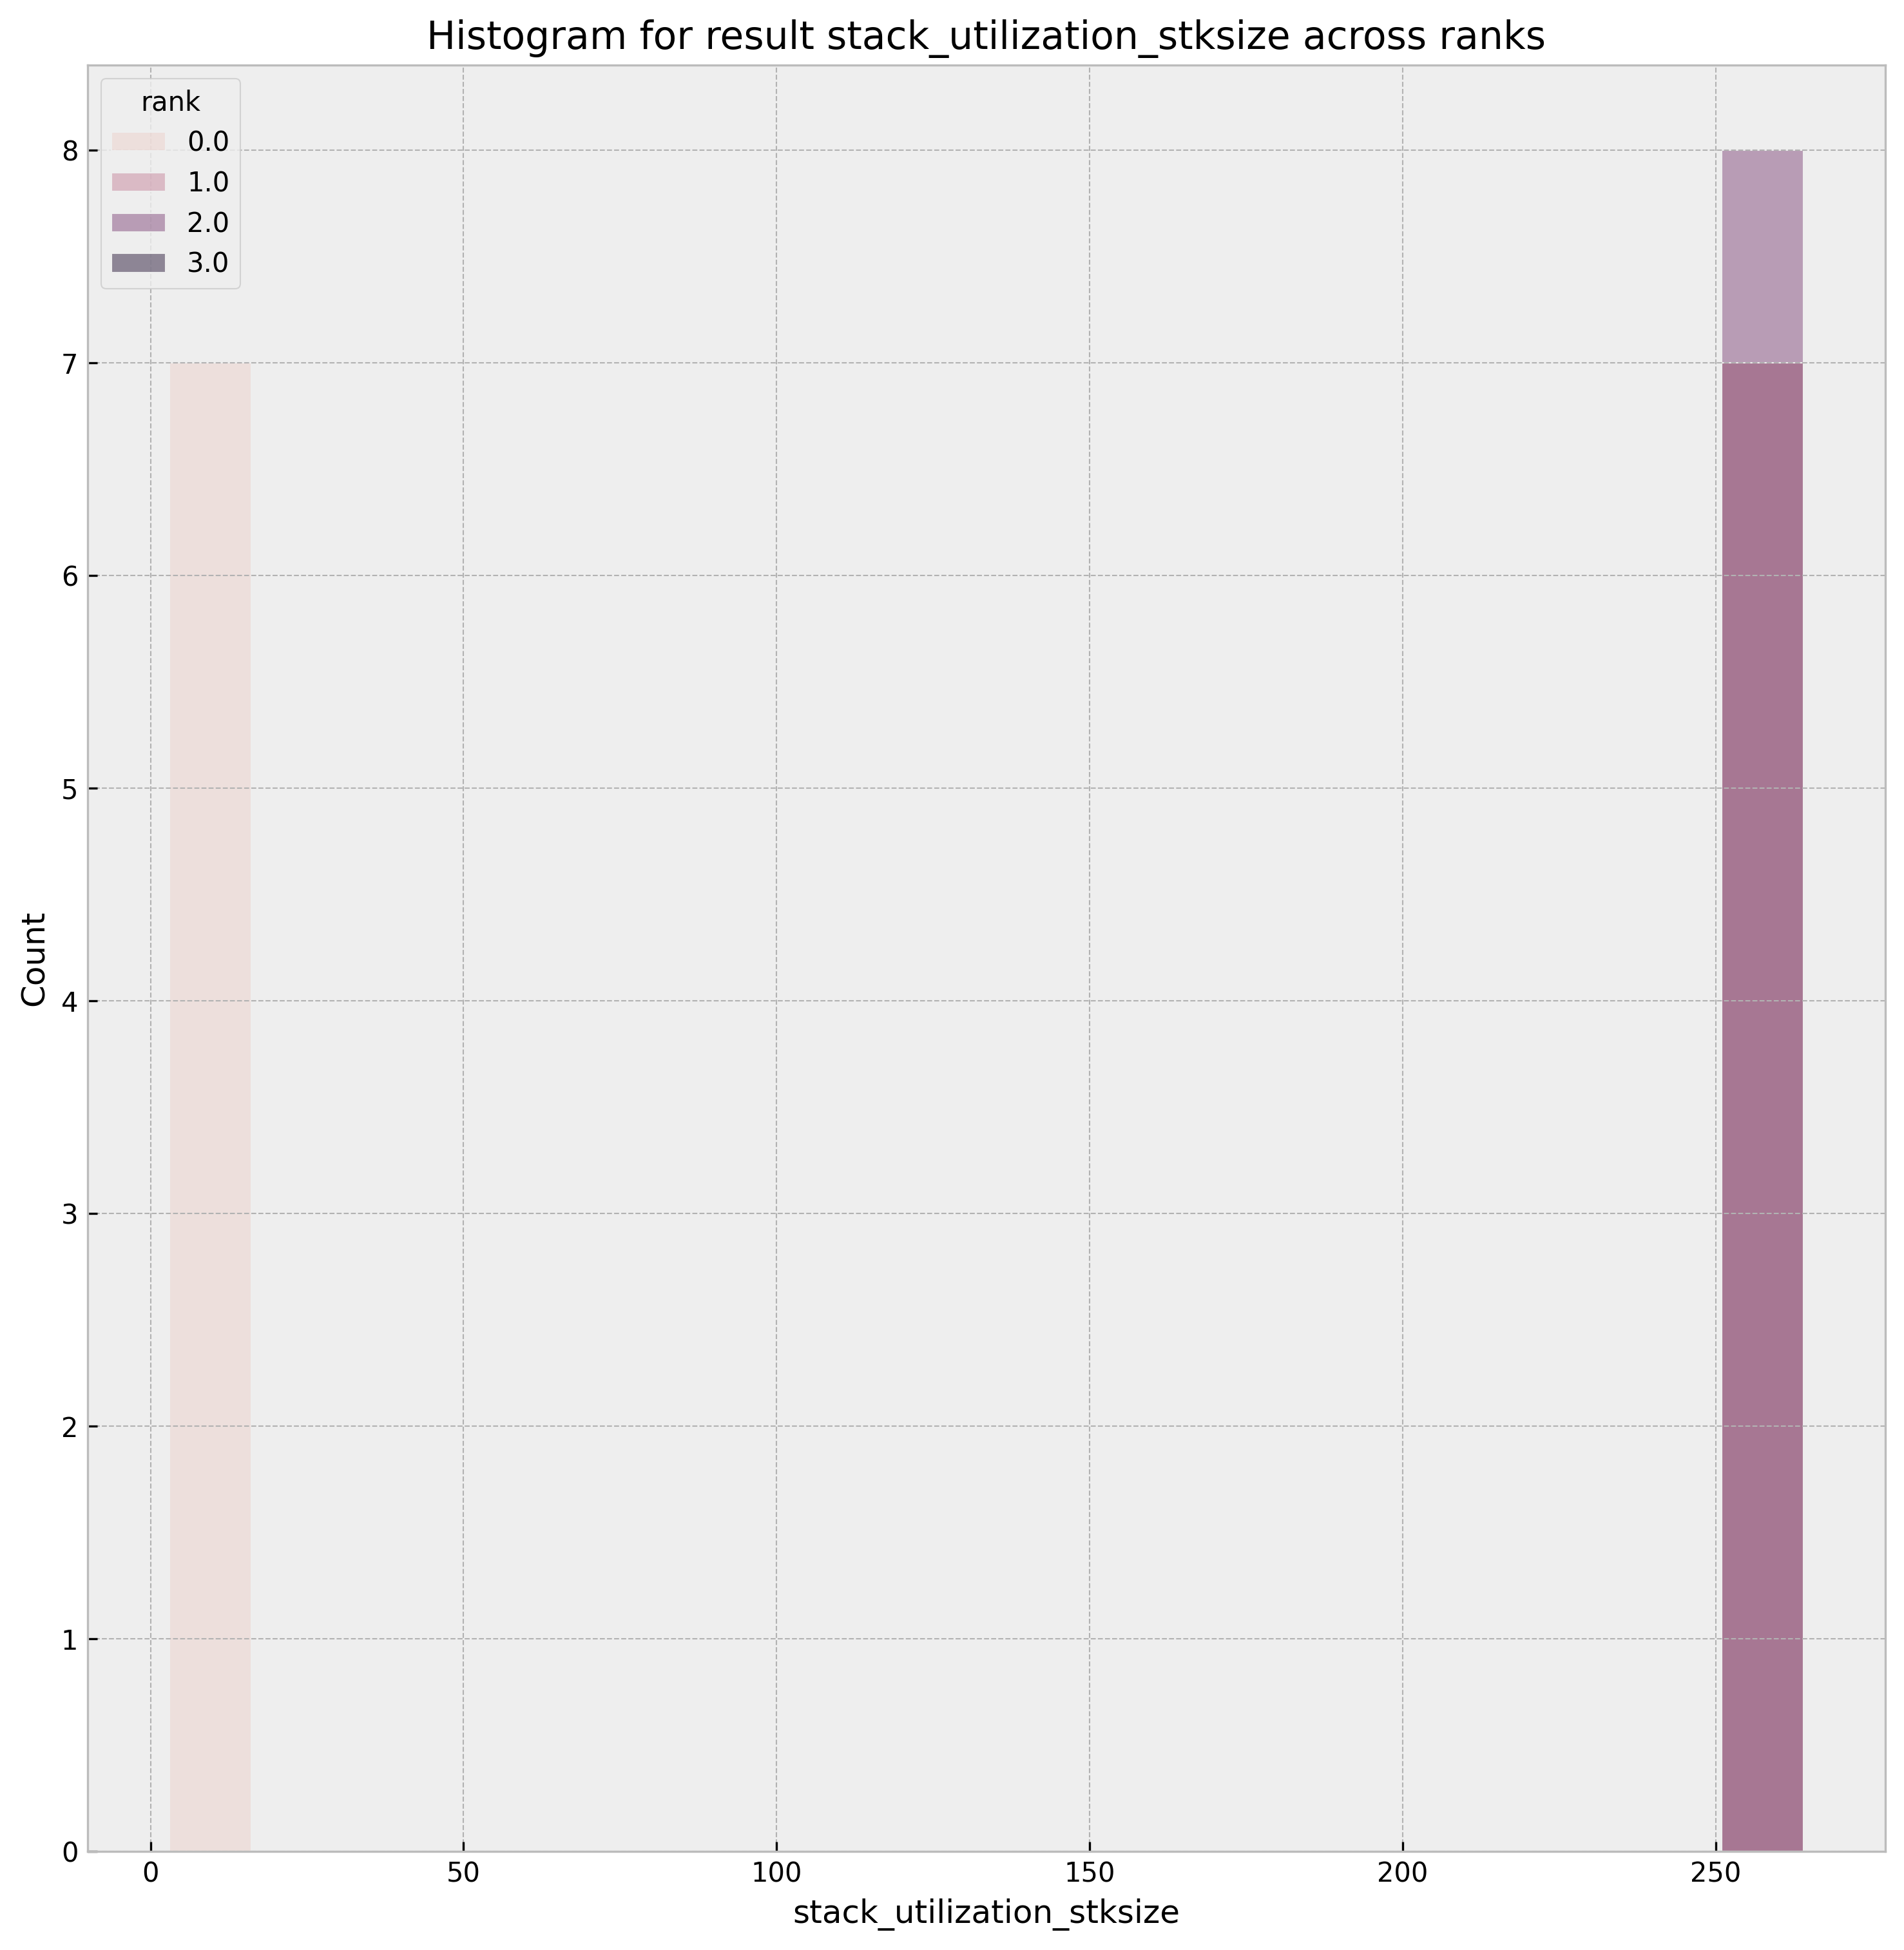 Histogram for result stack_utilization_stksize across ranks
rank
0.0
1.0
2.0
3.0
8
7
6
5
4
3
2
1
0
Count
0 50 100 150 200 250
stack_utilization_stksize